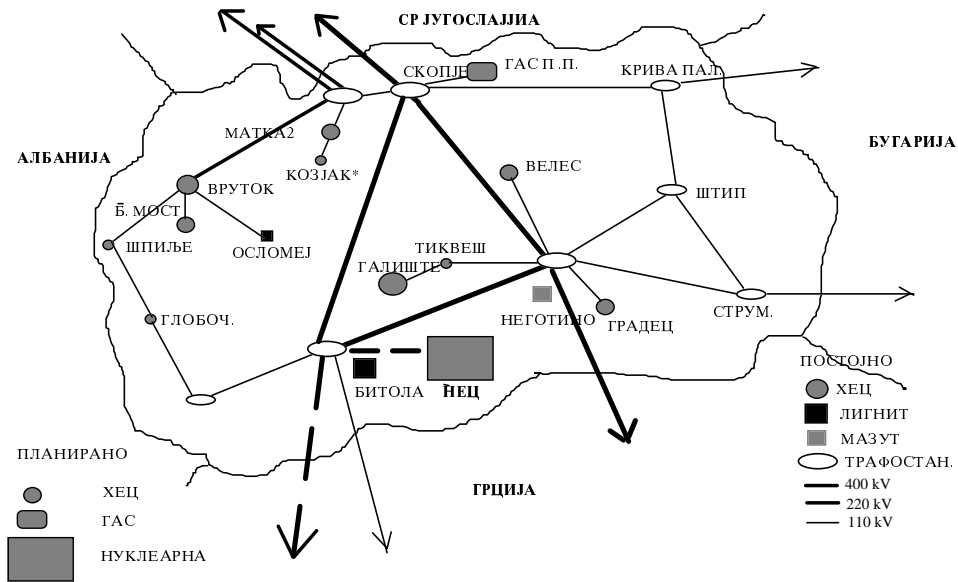 СР ЈУГОСЛАЈЈИА
СКОПЈЕ
ГАС П .П.
КРИВА ПАЛ.
МАТКА2
БУГАРИЈА
АЛБАНИЈА
КОЗЈАК*
ВЕЛЕС
ВРУТОК
ШТИП
Б. МОСТ
ШПИЉЕ
ОСЛОМЕЈ
ТИКВЕШ
ГАЛИШТЕ
ГЛОБОЧ.
НЕГОТИНО
ГРАДЕЦ
СТРУМ.
БИТОЛА
НЕЦ
ПОСТОЈНО
ХЕЦ
ЛИГНИТ
МАЗУТ
ТРАФОСТАН.
400 kV
220 kV
110 kV
ПЛАНИРАНО
ХЕЦ
ГАС
НУКЛЕАРНА
ГРЦИЈА